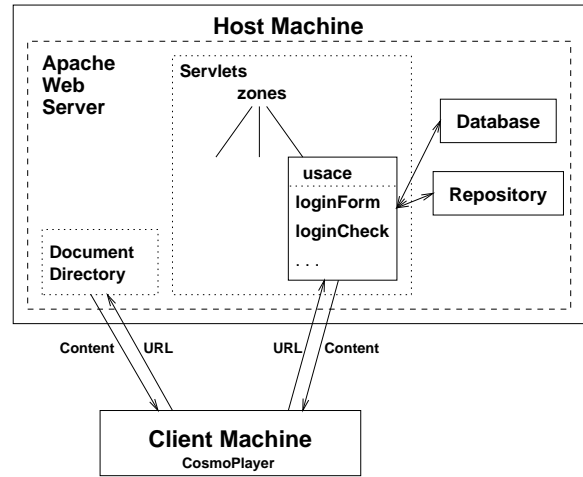 Host Machine
Apache
Web
Server
Servlets
zones
usace
loginForm
loginCheck
. . .
Database
Repository
Document
Directory
Content
URL
URL
Content
Client Machine
CosmoPlayer